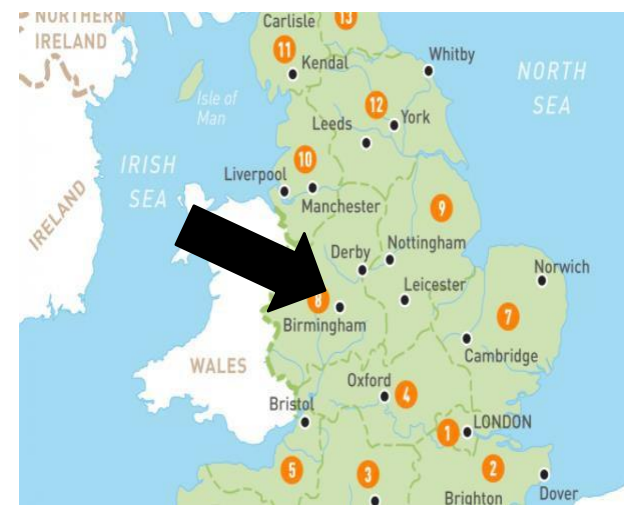 NORTHERN
IRELAND
Carlisle
13
11
Kendal
Whitby
NORTH
SEA
Isle of
Man
12
Leeds
York
IRISH
SEA
10
Liverpool
Manchester
9
IRELAND
Derby
Nottingham
Norwich
Leicester
8
7
Birmingham
Cambridge
WALES
Oxford
4
Bristol
1
LONDON
5
3
2
Brighton
Dover